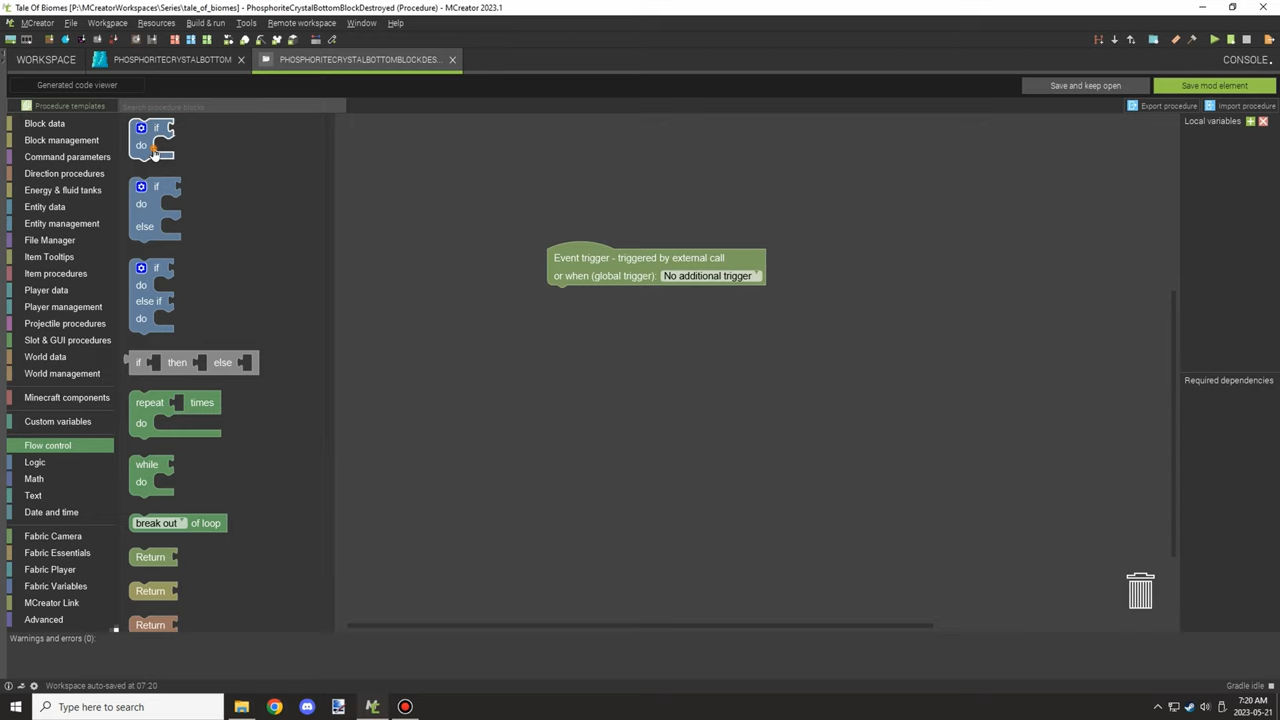 Tale Of Biomes [P:\MCreatorWorkspaces\Series\tale_of_biomes] - PhosphoriteCrystalBottomBlockDestroyed (Procedure) - MCreator 2023.1
MCreator File Workspace Resources Build & run Tools Remote workspace Window Help
WORKSPACE PHOSPHORITECRYSTALBOTTOM PHOSPHORITECRYSTALBOTTOMBLOCKDES... CONSOLE
Generated code viewer Save and keep open Save mod element
Procedure templates Search procedure blocks Export procedure Import procedure
Block data
Block management
Command parameters
Direction procedures
Energy & fluid tanks
Entity data
Entity management
File Manager
Item Tooltips
Item procedures
Player data
Player management
Projectile procedures
Slot & GUI procedures
World data
World management
Minecraft components
Custom variables
Flow control
Logic
Math
Text
Date and time
Fabric Camera
Fabric Essentials
Fabric Player
Fabric Variables
MCreator Link
Advanced
if
do
if
do
else
if
do
else if
do
if then else
repeat times
do
while
do
break out of loop
Return
Return
Return
Event trigger - triggered by external call
or when (global trigger): No additional trigger
Local variables
Required dependencies
Warnings and errors (0):
Workspace auto-saved at 07:20 Gradle idle
Type here to search
7:20 AM
2023-05-21